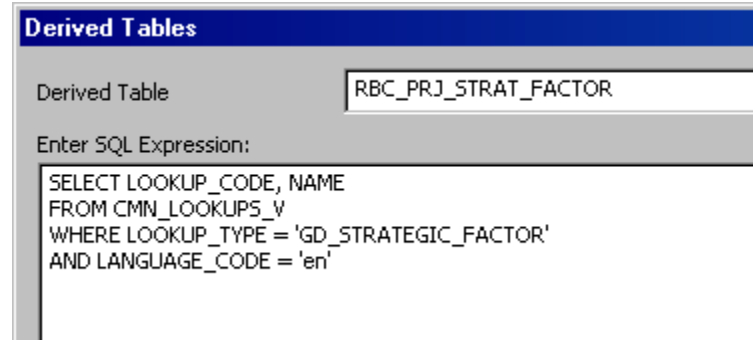 Derived Tables
Derived Table
RBC_PRJ_STRAT_FACTOR
Enter SQL Expression:
SELECT LOOKUP_CODE, NAME
FROM CMN_LOOKUPS_V
WHERE LOOKUP_TYPE = 'GD_STRATEGIC_FACTOR'
AND LANGUAGE_CODE = 'en'